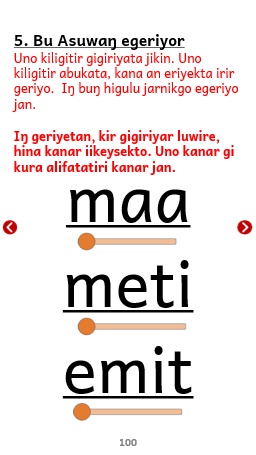 5. Bu Asuwaŋ egeriyor
Uno kiligitir gigiriyata jikin. Uno
kiligitir abukata, kana an eriyekta irir
geriyo. Iŋ buŋ higulu jarnikgo egeriyo
jan.
Iŋ geriyetan, kir gigiriyar luwire,
hina kanar iikeysekto. Uno kanar gi
kura alifatatiri kanar jan.
maa
meti
emit
100